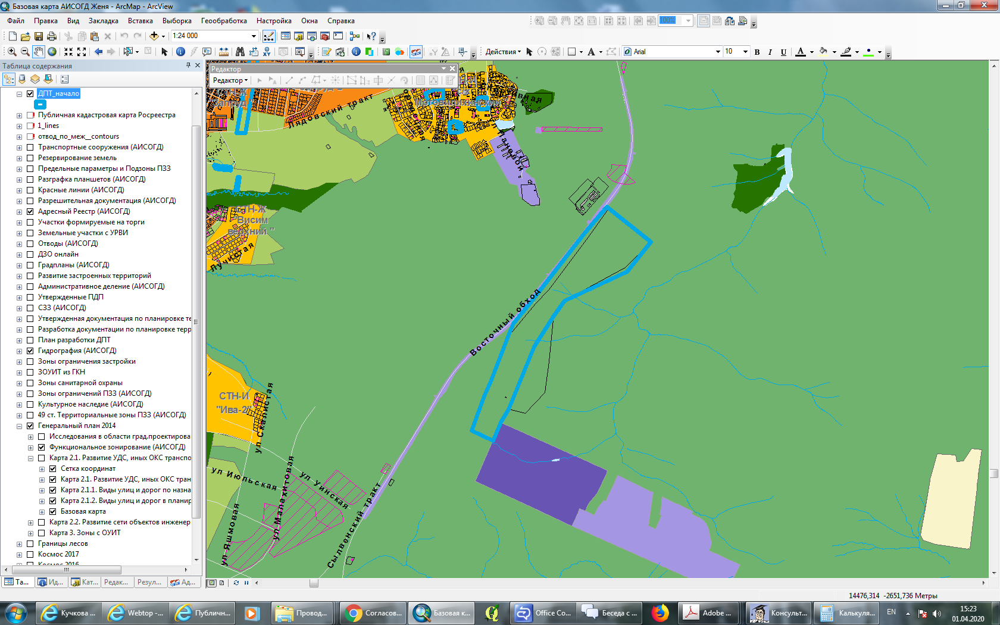 Базовая карта АИСОГД Женя - ArcMap - ArcView
Файл Правка Вид Закладка Вставка Выборка Геообработка Настройка Окна Справка
100%
1:24 000
Действия Arial 10 B I U A
Таблица содержания
Редактор
Редактор
ДПТ_начало
Публичная кадастровая карта Росреестра
1_lines
отвод_по_меж__contours
Транспортные сооружения (АИСОГД)
Резервирование земель
Предельные параметры и Подзоны ПЗЗ
Разграфка планшетов (АИСОГД)
Красные линии (АИСОГД)
Разрешительная документация (АИСОГД)
Адресный Реестр (АИСОГД)
Участки формируемые на торги
Земельные участки с УРВИ
Отводы (АИСОГД)
ДЗО онлайн
Градпланы (АИСОГД)
Развитие застроенных территорий
Административное деление (АИСОГД)
Утвержденные ПДП
СЗЗ (АИСОГД)
Утвержденная документация по планировке те
Разработка документации по планировке терр
План разработки ДПТ
Гидрография (АИСОГД)
Зоны ограничения застройки
ЗОУИТ из ГКН
Зоны санитарной охраны
Зоны ограничений ПЗЗ (АИСОГД)
Культурное наследие (АИСОГД)
49 ст. Территориальные зоны ПЗЗ (АИСОГД)
Генеральный план 2014
Исследования в области град.проектирова
Функциональное зонирование (АИСОГД)
Карта 2.1. Развитие УДС, иных ОКС транспо
Сетка координат
Карта 2.1. Развитие УДС, иных ОКС тран
Карта 2.1.1. Виды улиц и дорог по назна
Карта 2.1.2. Виды улиц и дорог в планир
Базовая карта
Карта 2.2. Развитие сети объектов инженер
Карта 3. Зоны с ОУИТ
Границы лесов
Космос 2017
Космос 2016
Та... Ид... Кат... Редак... Резул... Ад...
Лядовский тракт
Мотовилихинский
СТН-Ж
"Висим
верхний "
Лучистая
Восточный обход
СТН-И
"Ива-2"
ул Скалистая
ул Июльская
ул Уинская
ул Малахитовая
ул Яшмовая
Сылвенский тракт
14476,314 -2651,736 Метры
Кучкова ... Webtop -... Публичн... Провод... Согласов... Базовая к... Office Co... Беседа с ... Adobe ... Консульт... Калькуля...
EN
15:23
01.04.2020